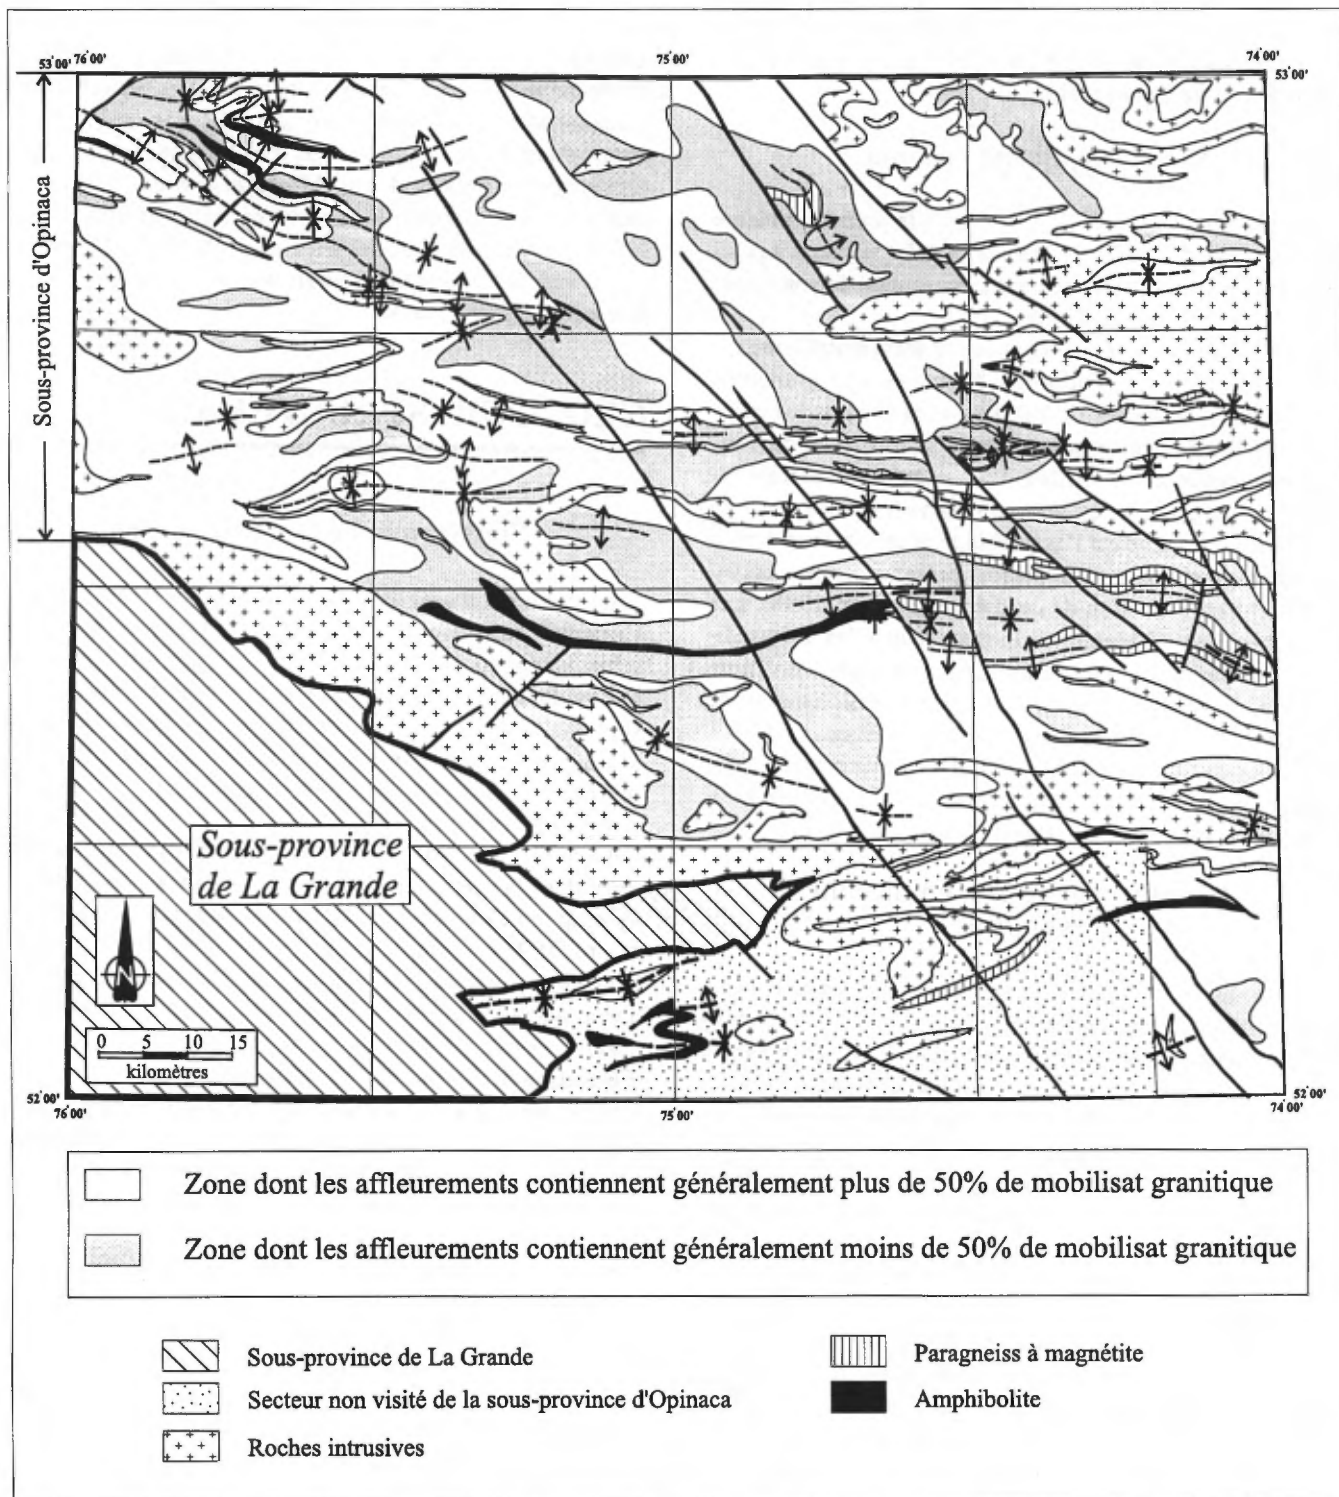 76°00'
75°00'
74°00'
53°00'
53°00'
Sous-province d'Opinaca
Sous-province
de La Grande
N
0 5 10 15
kilomètres
52°00'
52°00'
76°00'
75°00'
74°00'
Zone dont les affleurements contiennent généralement plus de 50% de mobilisat granitique
Zone dont les affleurements contiennent généralement moins de 50% de mobilisat granitique
Sous-province de La Grande
Paragneiss à magnétite
Secteur non visité de la sous-province d'Opinaca
Amphibolite
Roches intrusives